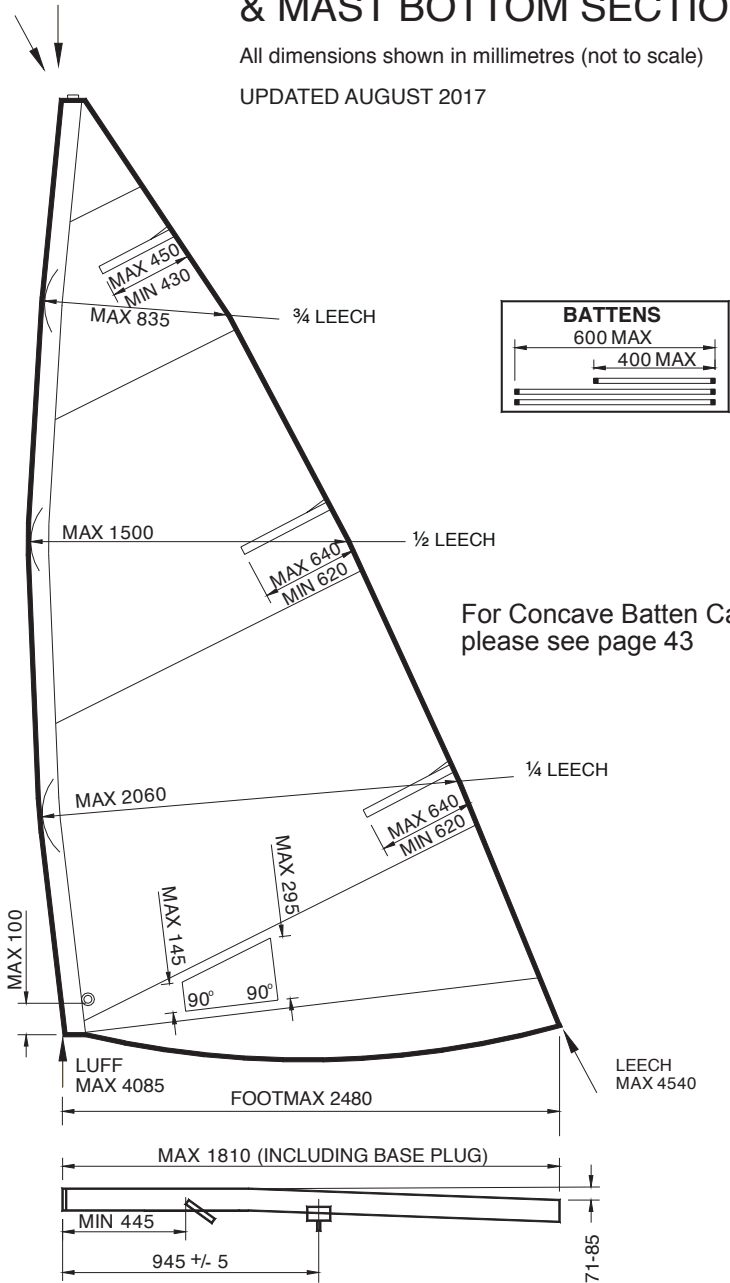 & MAST BOTTOM SECTIO
All dimensions shown in millimetres (not to scale)
UPDATED AUGUST 2017
MAX 450
MIN 430
MAX 835
¾ LEECH
BATTENS
600 MAX
400 MAX
MAX 1500
½ LEECH
MAX 640
MIN 620
For Concave Batten Ca
please see page 43
¼ LEECH
MAX 2060
MAX 640
MIN 620
MAX 295
MAX 145
MAX 100
90°
90°
LUFF
MAX 4085
LEECH
MAX 4540
FOOTMAX 2480
MAX 1810 (INCLUDING BASE PLUG)
MIN 445
945 +/- 5
71-85